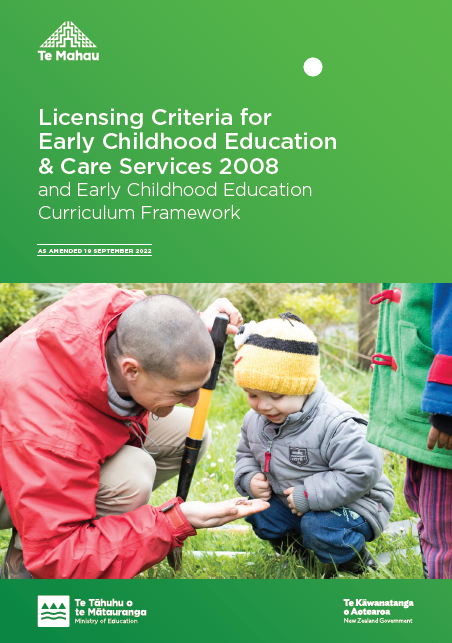 Te Mahau
Licensing Criteria for
Early Childhood Education
& Care Services 2008
and Early Childhood Education
Curriculum Framework
AS AMENDED 19 SEPTEMBER 2022
Te Tāhuhu o
te Mātauranga
Ministry of Education
Te Kāwanatanga
o Aotearoa
New Zealand Government